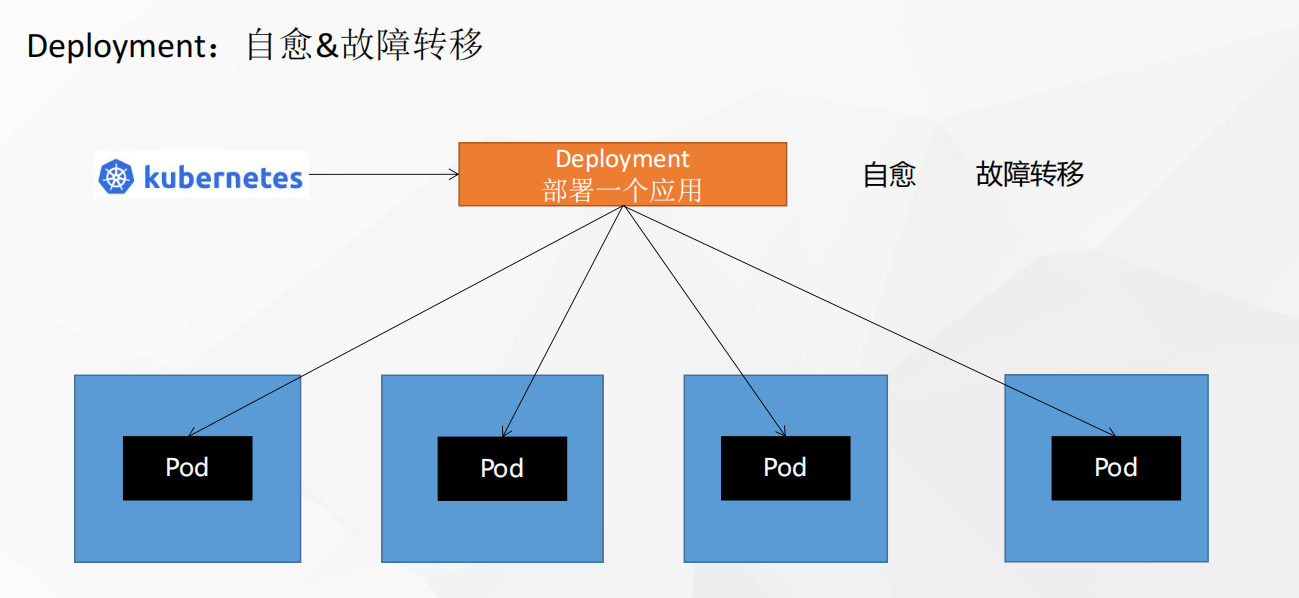 Deployment：自愈&故障转移
kubernetes
Deployment
部署一个应用
自愈 故障转移
Pod
Pod
Pod
Pod